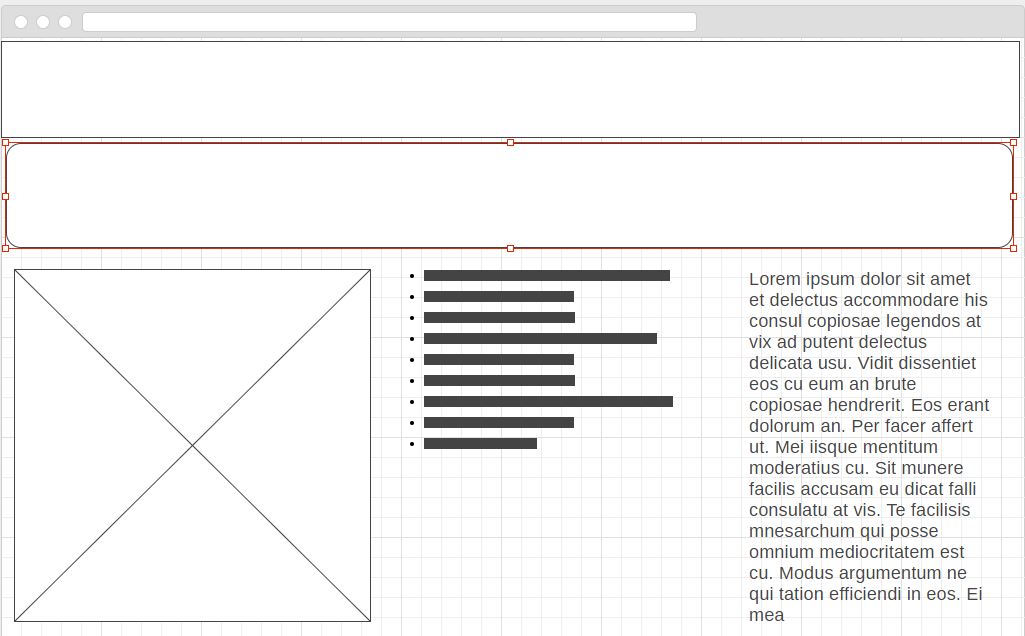 Lorem ipsum dolor sit amet
et delectus accommodare his
consul copiosae legendos at
vix ad putent delectus
delicata usu. Vidit dissentiet
eos cu eum an brute
copiosae hendrerit. Eos erant
dolorum an. Per facer affert
ut. Mei iisque mentitum
moderatius cu. Sit munere
facilis accusam eu dicat falli
consulatu at vis. Te facilisis
mnesarchum qui posse
omnium mediocritatem est
cu. Modus argumentum ne
qui tation efficiendi in eos. Ei
mea